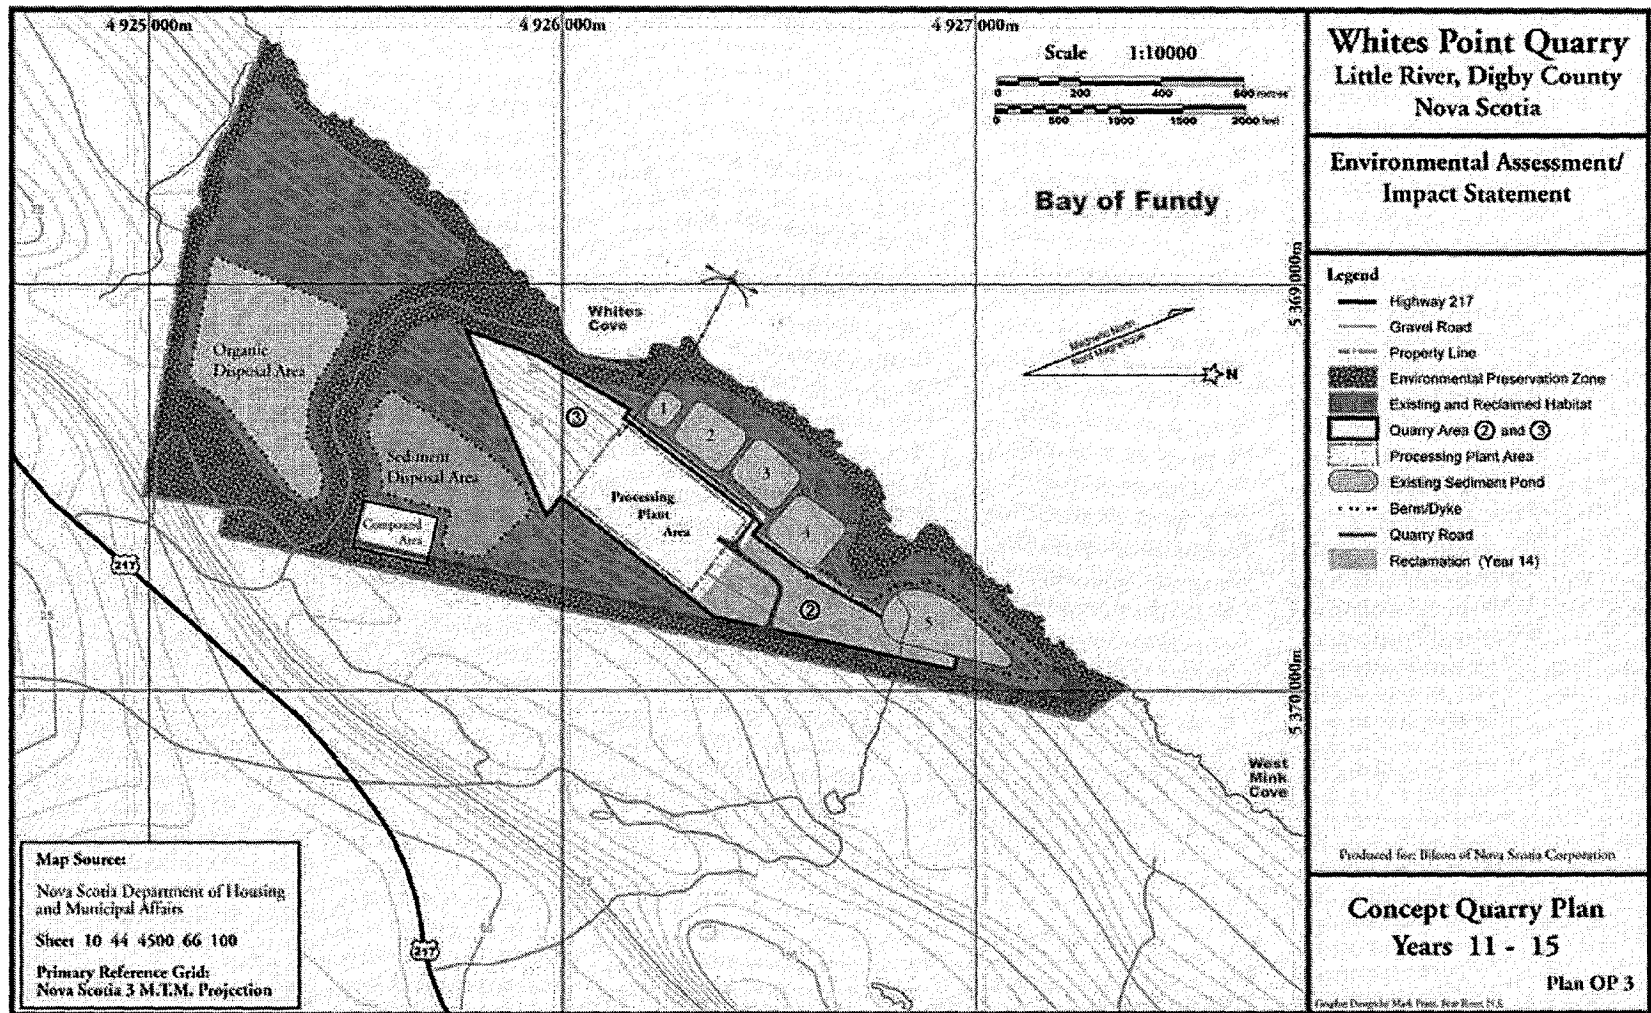 4 925 000m
4 926 000m
4 927 000m
Scale 1:10000
0 200 400 600 metres
0 500 1000 1500 2000 feet
Bay of Fundy
5 369 000m
Whites
Cove
Magnetic North
Nord Magnetique
N
Organic
Disposal Area
Sediment
Disposal Area
Compound
Area
Processing
Plant
Area
1
2
3
4
5
3
2
217
217
5 370 000m
West
Mink
Cove
Map Source:
Nova Scotia Department of Housing
and Municipal Affairs
Sheet 10 44 4500 66 100
Primary Reference Grid:
Nova Scotia 3 M.T.M. Projection
Whites Point Quarry
Little River, Digby County
Nova Scotia
Environmental Assessment/
Impact Statement
Legend
Highway 217
Gravel Road
Property Line
Environmental Preservation Zone
Existing and Reclaimed Habitat
Quarry Area ② and ③
Processing Plant Area
Existing Sediment Pond
Berm/Dyke
Quarry Road
Reclamation (Year 14)
Produced for: Bilcon of Nova Scotia Corporation
Concept Quarry Plan
Years 11 - 15
Plan OP 3